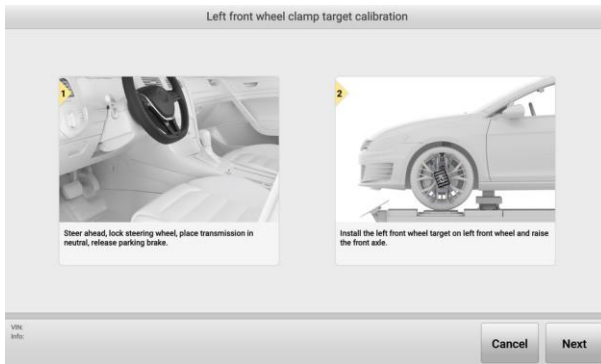 Left front wheel clamp target calibration
1
Steer ahead, lock steering wheel, place transmission in
neutral, release parking brake.
2
Install the left front wheel target on left front wheel and raise
the front axle.
VIN:
Info:
Cancel
Next